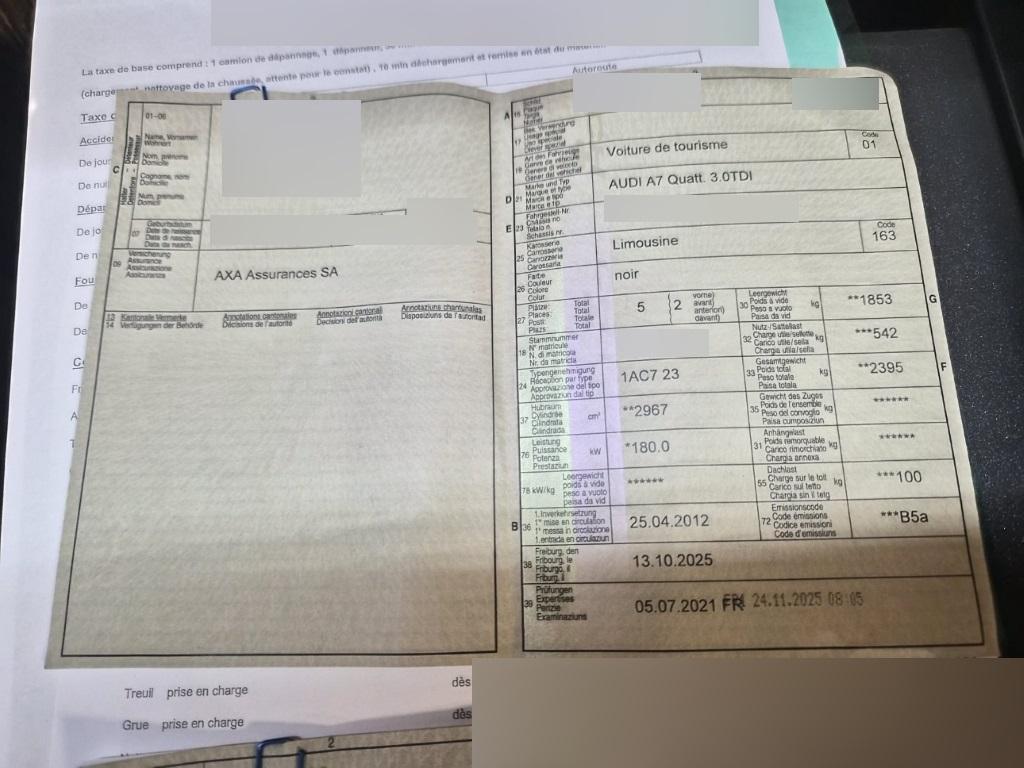 La taxe de base comprend : 1 camion de dépannage, 1 dépanneur,
nettoyage de la chaussée, attente pour le constat) , 10 min déchargement et remise en état du
Autoroute
Taxe
De jour
01-06
C
Name, Vornamen
Wohnort
Nom, prénoms
Domicile
Cognome, nomi
Domicilio
Num, prenums
Domicil
07
Geburtsdatum
Date de naissance
Data di nascita
Data da nasch.
09
Versicherung
Assurance
Assicurazione
Assicuranza
AXA Assurances SA
13 Kantonale Vermerke
Annotations cantonales
Annotazioni cantonali
Annotaziuns chantunalas
14 Verfügungen der Behörde
Décisions de l'autorité
Decisioni dell'autorità
Disposiziuns da l'autoritad
A 15 Schild
Plaque
Targa
Numer
17 Bes. Verwendung
Usage spécial
Uso speciale
Diever spezial
19 Art des Fahrzeugs
Genre de véhicule
Genere di veicolo
Gener dal vehichel
Voiture de tourisme
Code
01
D 21 Marke und Typ
Marque et type
Marca e tipo
Marca e tip
AUDI A7 Quatt. 3.0TDI
E 23 Fahrgestell-Nr.
Châssis no
Telaio n.
Schassis nr.
25 Karosserie
Carrosserie
Carrozzeria
Carossaria
Limousine
Code
163
26 Farbe
Couleur
Colore
Colur
noir
27 Plätze: Total
Places: Total
Posti: Totale
Plazs: Total
5 { 2
vorne)
avant)
anteriori)
davant)
30 Leergewicht
Poids à vide
Peso a vuoto
Paisa da vid
kg
**1853
G
18 Stammnummer
N° matricule
N. di matricola
Nr. da matricla
32 Nutz-/Sattellast
Charge utile/sellette
Carico utile/sella
Chargia utila/sella
kg
***542
24 Typengenehmigung
Réception par type
Approvazione del tipo
Approvaziun dal tip
1AC7 23
33 Gesamtgewicht
Poids total
Peso totale
Paisa totala
kg
**2395
F
37 Hubraum
Cylindrée
Cilindrata
Cilindrada
cm³
**2967
35 Gewicht des Zuges
Poids de l'ensemble
Peso del convoglio
Paisa cumposiziun
kg
******
76 Leistung
Puissance
Potenza
Prestaziun
kW
*180.0
31 Anhängelast
Poids remorquable
Carico rimorchiato
Chargia annexa
kg
******
78 kW/kg
Leergewicht
poids à vide
peso a vuoto
paisa da vid
******
55 Dachlast
Charge sur le toit
Carico sul tetto
Chargia sin il tetg
kg
***100
B 36 1. Inverkehrsetzung
1re mise en circulation
1a messa in circolazione
1. entrada en circulaziun
25.04.2012
72 Emissionscode
Code émissions
Codice emissioni
Code d'emissiuns
***B5a
38 Freiburg, den
Fribourg, le
Friburgo, il
Friburg, il
13.10.2025
39 Prüfungen
Expertises
Perizie
Examinaziuns
05.07.2021 FR
24.11.2025 08:05
Treuil prise en charge
dès
Grue prise en charge
dès
2